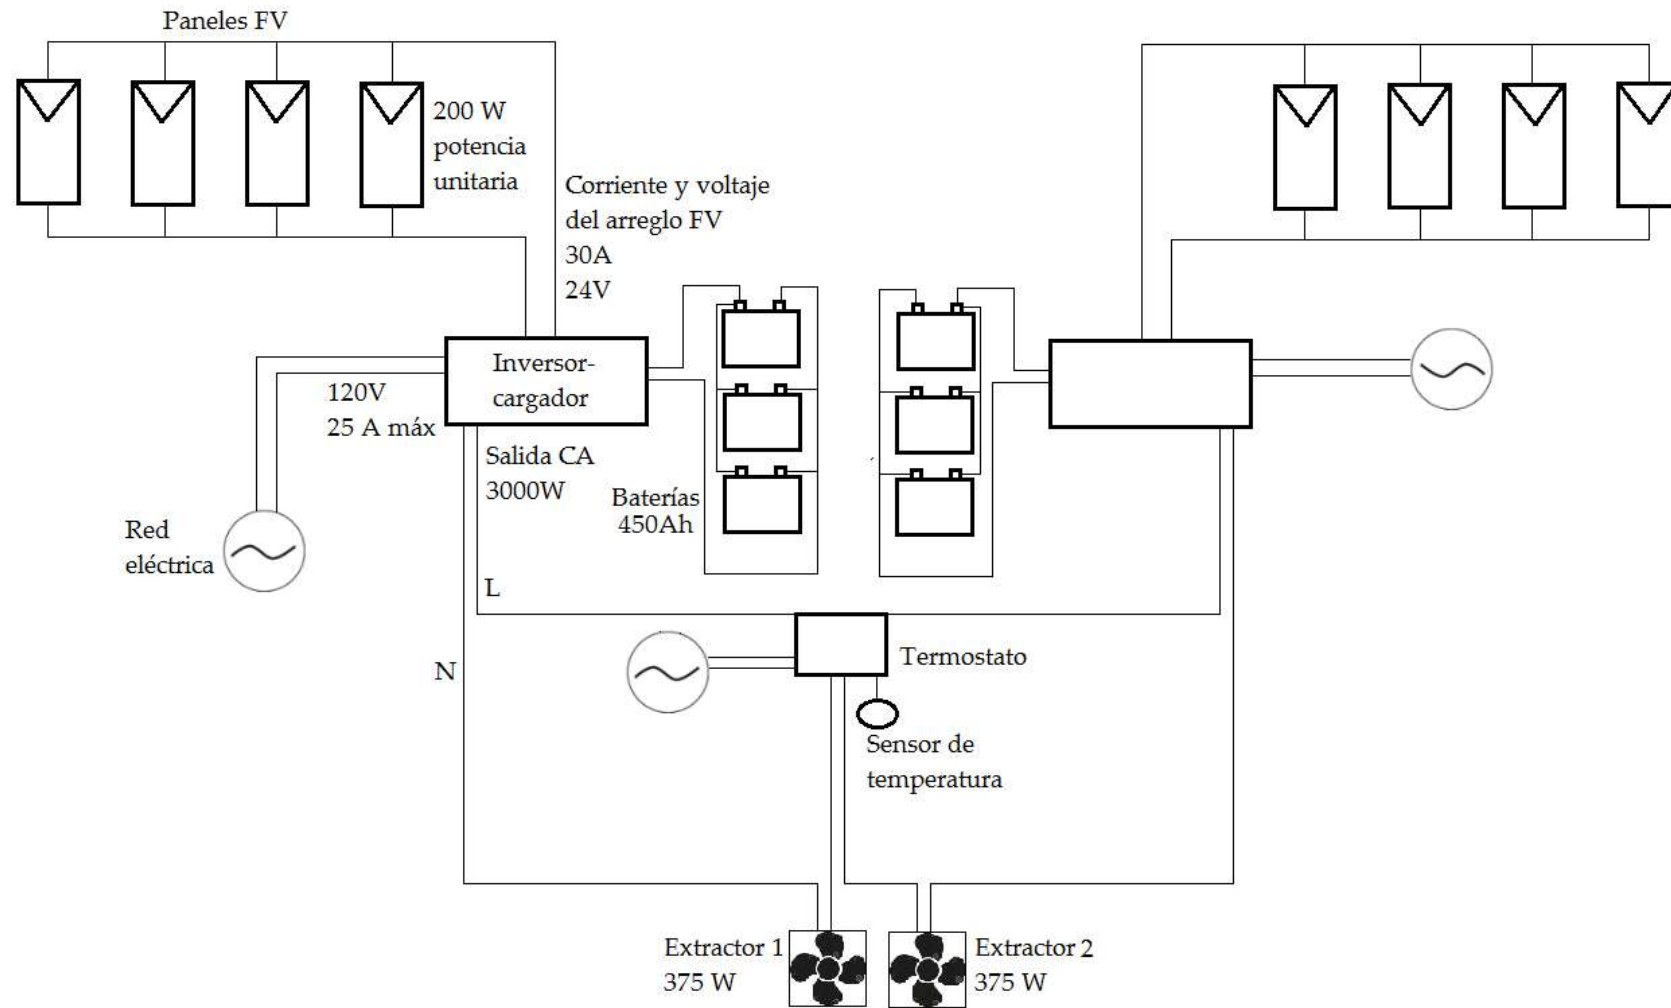 Paneles FV
200 W
potencia
unitaria
Corriente y voltaje
del arreglo FV
30A
24V
Inversor-
cargador
120V
25 A máx
Salida CA
3000W
Baterías
450Ah
Red
eléctrica
L
N
Termostato
Sensor de
temperatura
Extractor 1
375 W
Extractor 2
375 W